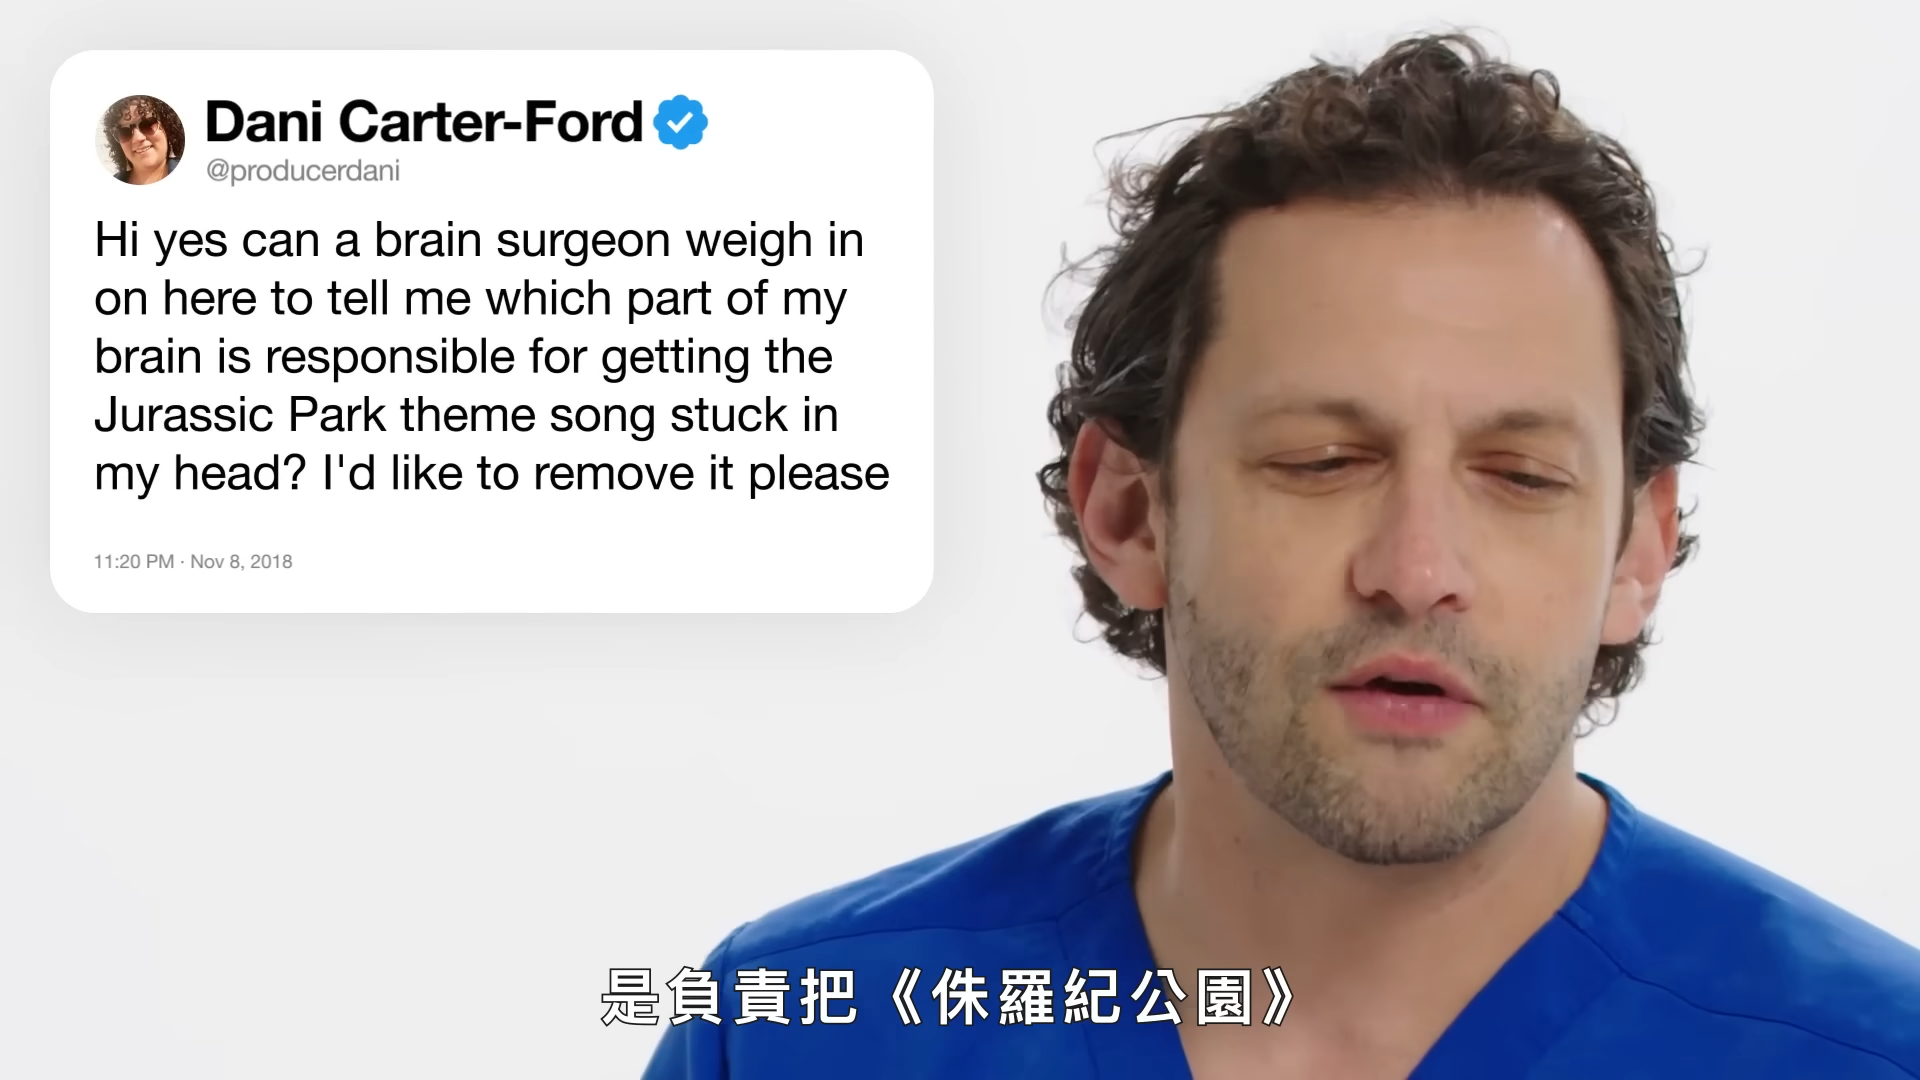 Dani Carter-Ford
@producerdani
Hi yes can a brain surgeon weigh in
on here to tell me which part of my
brain is responsible for getting the
Jurassic Park theme song stuck in
my head? I'd like to remove it please
11:20 PM · Nov 8, 2018
是負責把《侏羅紀公園》